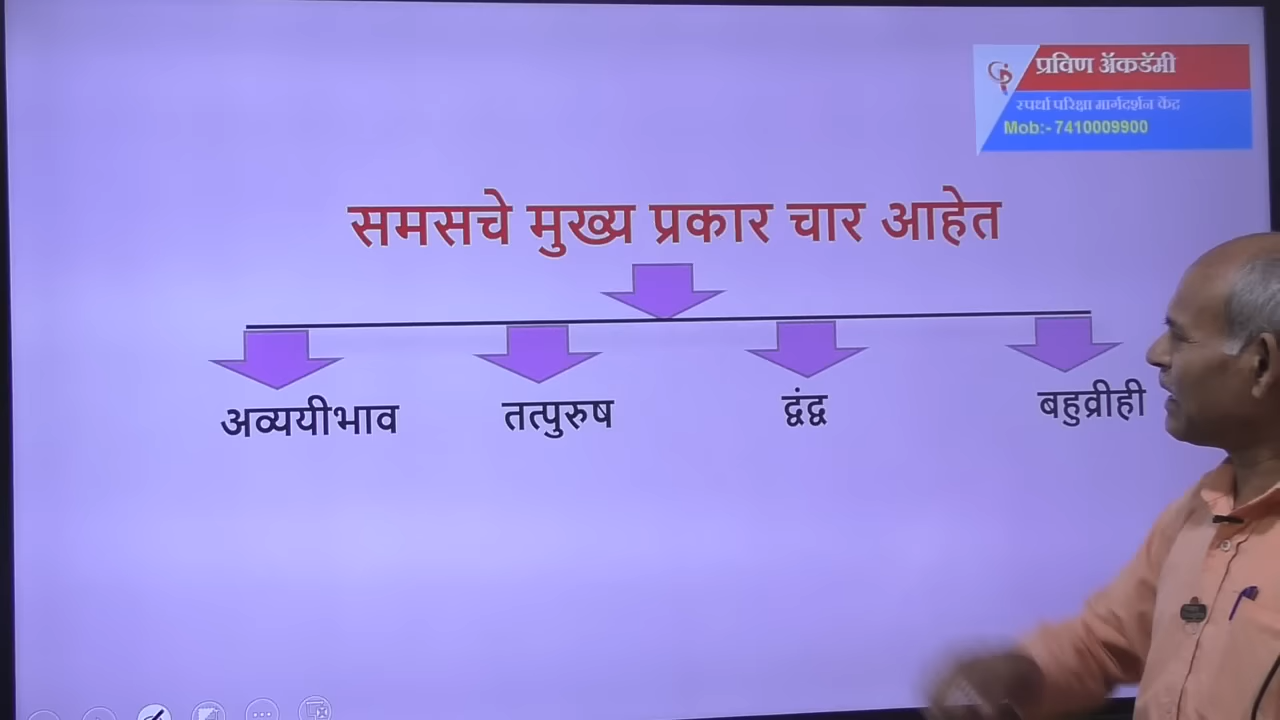 प्रविण ॲकडॅमी
स्पर्धा परिक्षा मार्गदर्शन केंद्र
Mob:- 7410009900
समसचे मुख्य प्रकार चार आहेत
अव्ययीभाव तत्पुरुष द्वंद्व बहुव्रीही